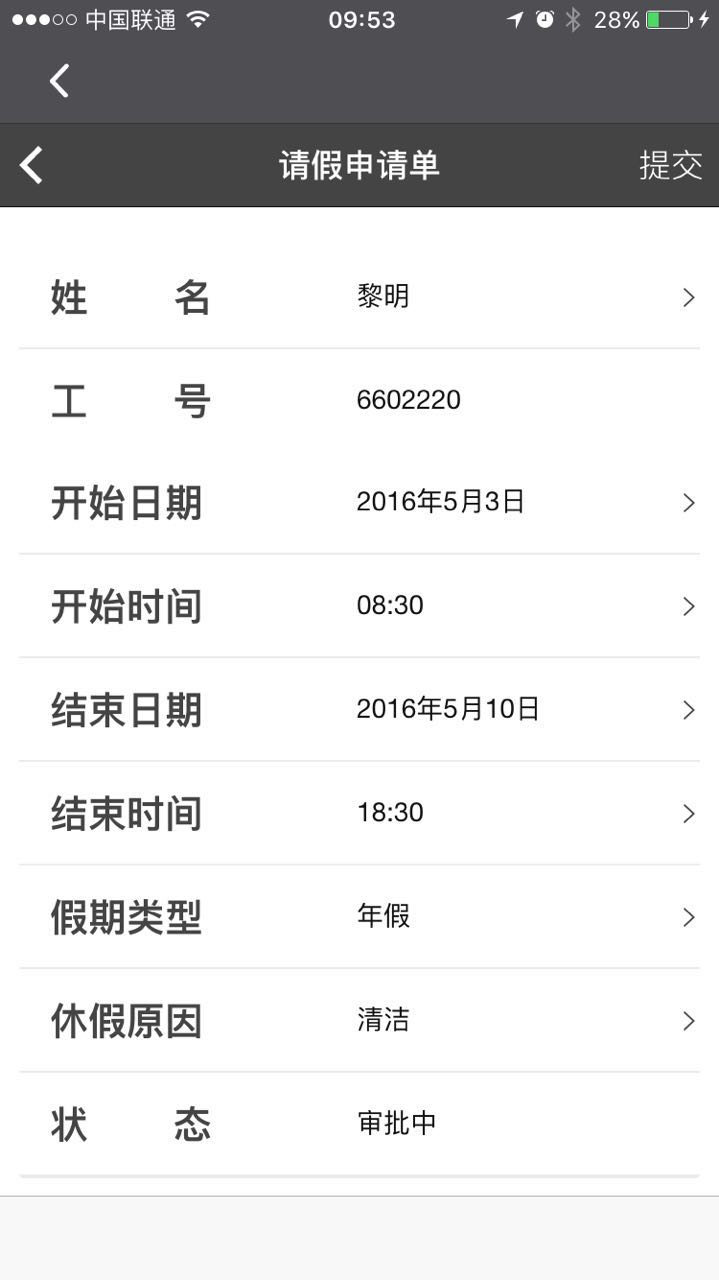 中国联通 09:53 28%
请假申请单 提交
姓名 黎明
工号 6602220
开始日期 2016年5月3日
开始时间 08:30
结束日期 2016年5月10日
结束时间 18:30
假期类型 年假
休假原因 清洁
状态 审批中